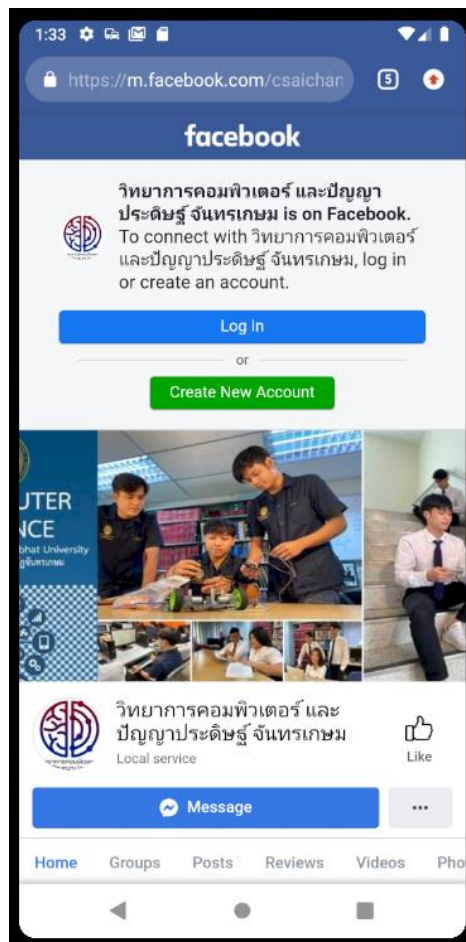 1:33
https://m.facebook.com/csaichan
5
facebook
วิทยาการคอมพิวเตอร์ และปัญญา
ประดิษฐ์ จันทรเกษม is on Facebook.
To connect with วิทยาการคอมพิวเตอร์
และปัญญาประดิษฐ์ จันทรเกษม, log in
or create an account.
Log In
or
Create New Account
UTER
NCE
bhat University
วิทยาการคอมพิวเตอร์ และ
ปัญญาประดิษฐ์ จันทรเกษม
Local service
Like
Message
Home Groups Posts Reviews Videos Pho